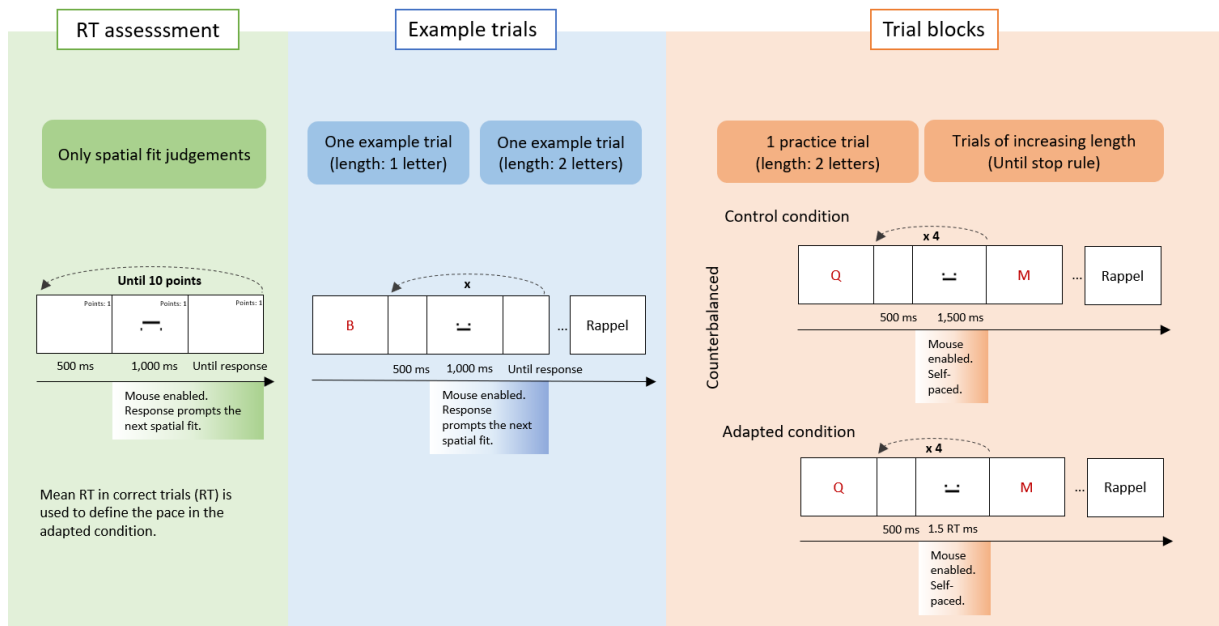 RT assesssment
Only spatial fit judgements
Until 10 points
Points: 1
Points: 1
Points: 1
500 ms
1,000 ms
Until response
Mouse enabled.
Response prompts the
next spatial fit.
Mean RT in correct trials (RT) is
used to define the pace in the
adapted condition.
Example trials
One example trial
(length: 1 letter)
One example trial
(length: 2 letters)
x
B
...
Rappel
500 ms
1,000 ms
Until response
Mouse enabled.
Response
prompts the next
spatial fit.
Trial blocks
1 practice trial
(length: 2 letters)
Trials of increasing length
(Until stop rule)
Counterbalanced
Control condition
x 4
Q
M
...
Rappel
500 ms
1,500 ms
Mouse
enabled.
Self-
paced.
Adapted condition
x 4
Q
M
...
Rappel
500 ms
1.5 RT ms
Mouse
enabled.
Self-
paced.